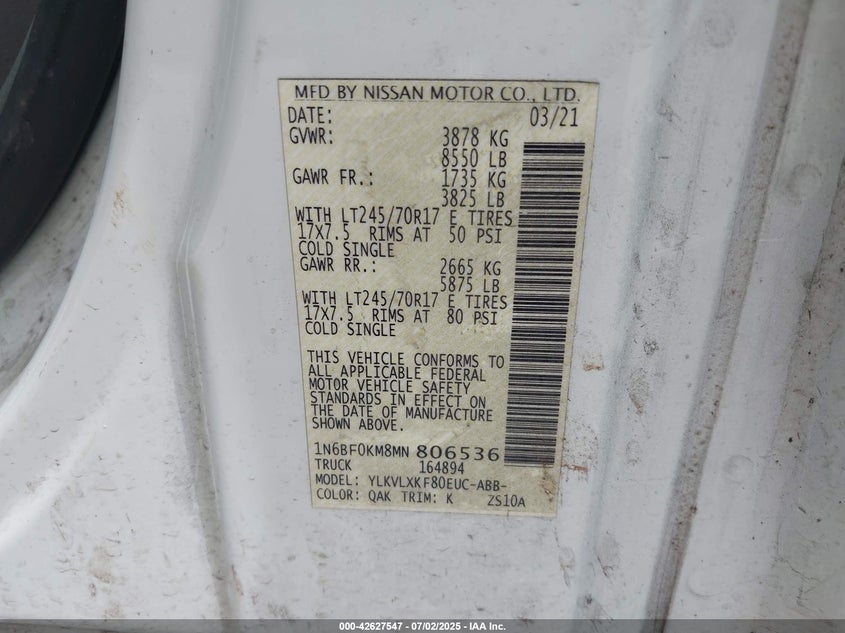 MFD BY NISSAN MOTOR CO., LTD.
DATE: 03/21
GVWR: 3878 KG
8550 LB
GAWR FR.: 1735 KG
3825 LB
WITH LT245/70R17 E TIRES
17X7.5 RIMS AT 50 PSI
COLD SINGLE
GAWR RR.: 2665 KG
5875 LB
WITH LT245/70R17 E TIRES
17X7.5 RIMS AT 80 PSI
COLD SINGLE
THIS VEHICLE CONFORMS TO
ALL APPLICABLE FEDERAL
MOTOR VEHICLE SAFETY
STANDARDS IN EFFECT ON
THE DATE OF MANUFACTURE
SHOWN ABOVE.
1N6BF0KM8MN 806536
TRUCK 164894
MODEL: YLKVLXKF80EUC-ABB-
COLOR: QAK TRIM: K ZS10A
000-42627547 - 07/02/2025 - IAA Inc.